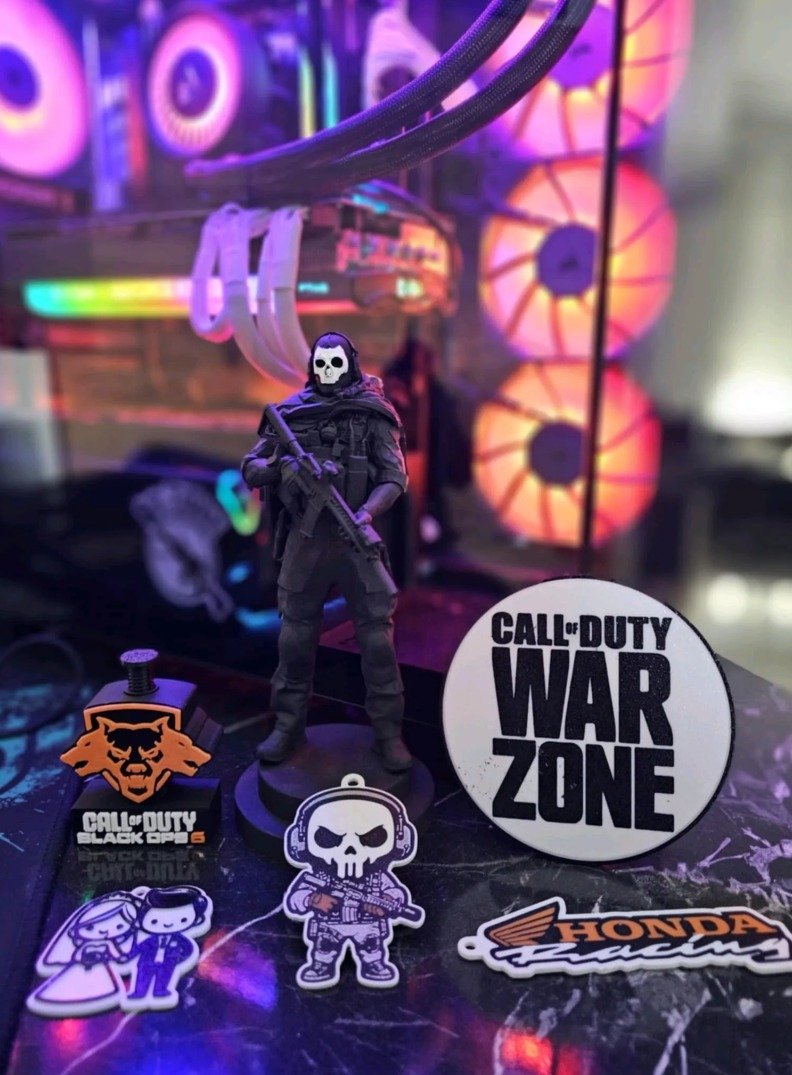 CALL OF DUTY
WAR
ZONE
CALL OF DUTY
BLACK OPS 6
HONDA
Racing